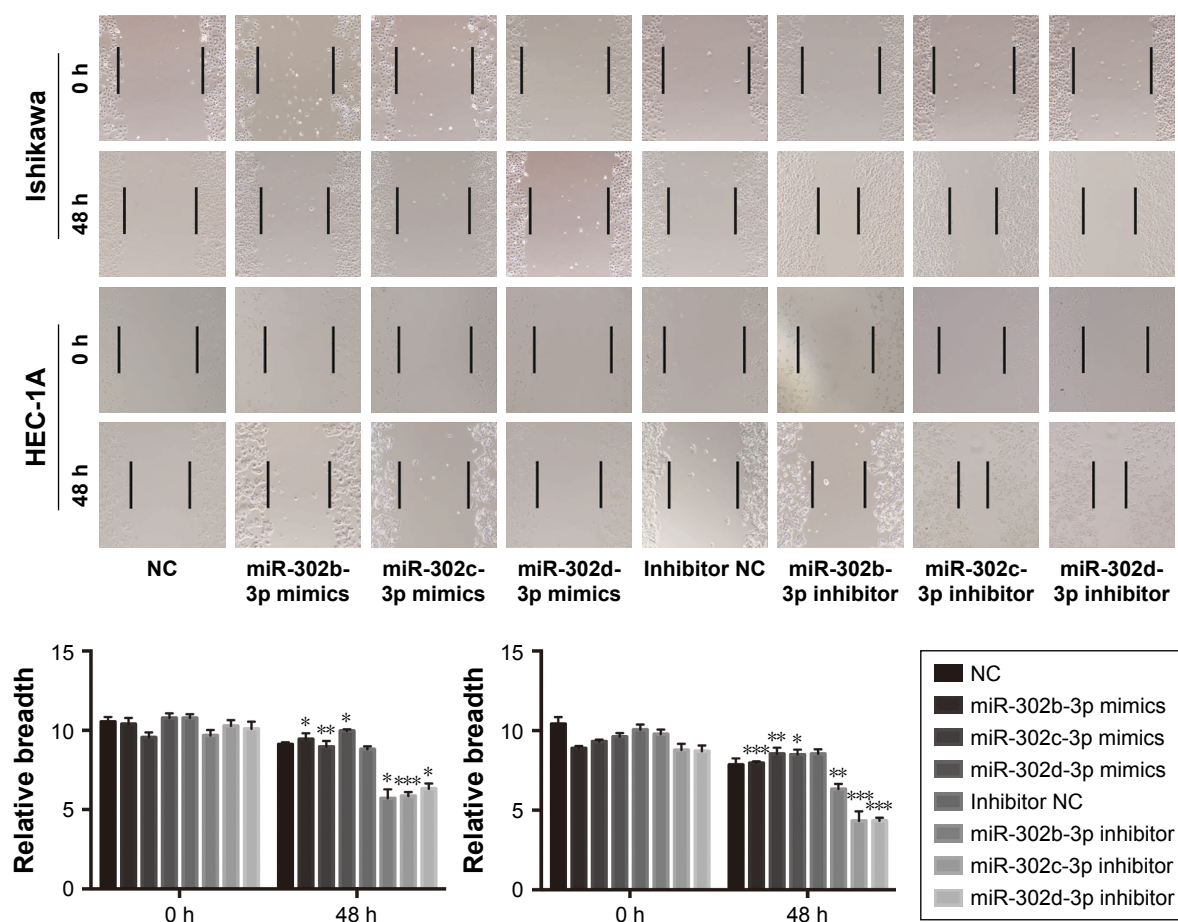 Ishikawa
0 h
48 h
HEC-1A
0 h
48 h
NC
miR-302b-
3p mimics
miR-302c-
3p mimics
miR-302d-
3p mimics
Inhibitor NC
miR-302b-
3p inhibitor
miR-302c-
3p inhibitor
miR-302d-
3p inhibitor
Relative breadth
15
10
5
0
* ** * * *** *
0 h
48 h
Relative breadth
15
10
5
0
*** ** * ** *** ***
0 h
48 h
NC
miR-302b-3p mimics
miR-302c-3p mimics
miR-302d-3p mimics
Inhibitor NC
miR-302b-3p inhibitor
miR-302c-3p inhibitor
miR-302d-3p inhibitor